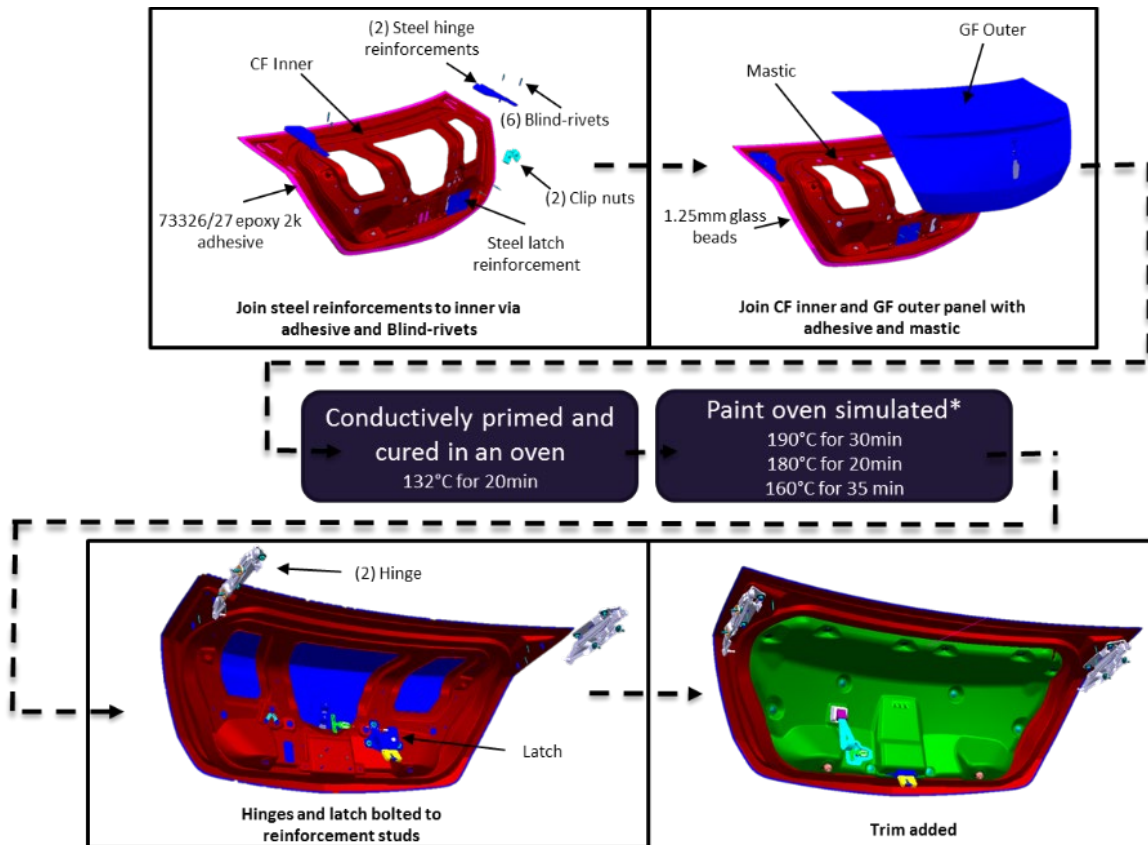 (2) Steel hinge
reinforcements
CF Inner
(6) Blind-rivets
(2) Clip nuts
73326/27 epoxy 2k
adhesive
Steel latch
reinforcement
Join steel reinforcements to inner via
adhesive and Blind-rivets
GF Outer
Mastic
1.25mm glass
beads
Join CF inner and GF outer panel with
adhesive and mastic
Conductively primed and
cured in an oven
132°C for 20min
Paint oven simulated*
190°C for 30min
180°C for 20min
160°C for 35 min
(2) Hinge
Latch
Hinges and latch bolted to
reinforcement studs
Trim added